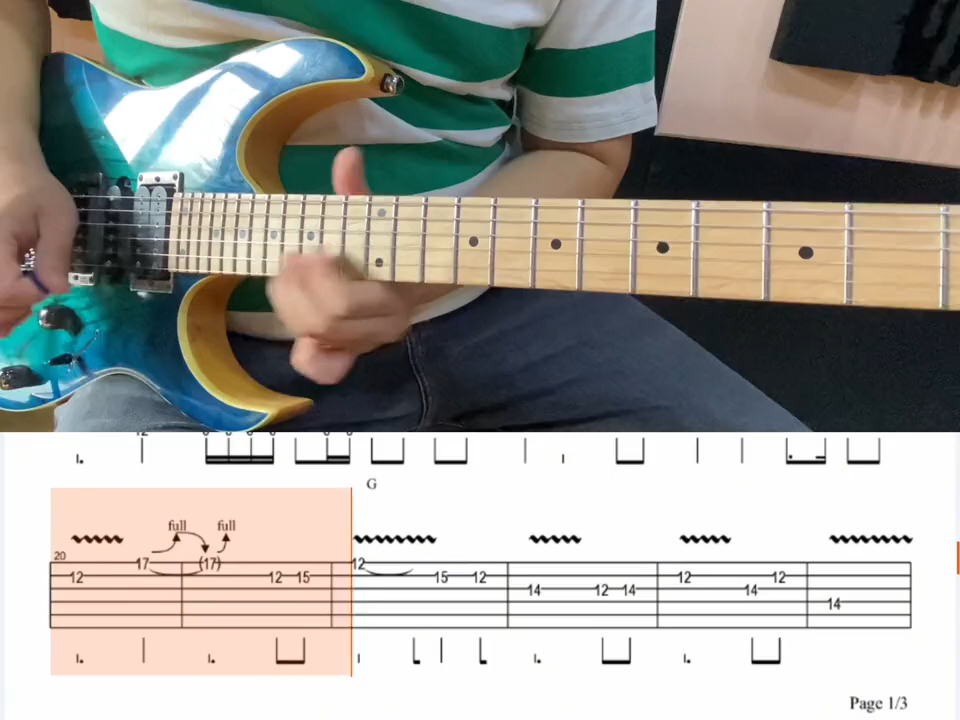 G
full full
20
17 (17) 12
12 12 15 15 12 12 12
14 12 14 14
14
Page 1/3